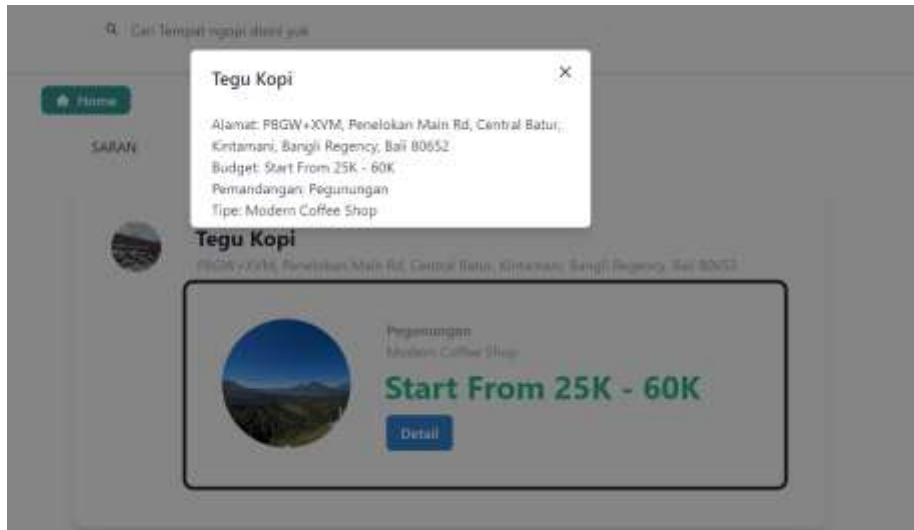 Cari Tempat ngopi disini yuk
Tegu Kopi
Home
Alamat: P8GW+XVM, Penelokan Main Rd, Central Batur,
SARAN
Kintamani, Bangli Regency, Bali 80652
Budget: Start From 25K - 60K
Pemandangan: Pegunungan
Tipe: Modern Coffee Shop
Tegu Kopi
P8GW+XVM, Penelokan Main Rd, Central Batur, Kintamani, Bangli Regency, Bali 80652
Pegunungan
Modern Coffee Shop
Start From 25K - 60K
Detail